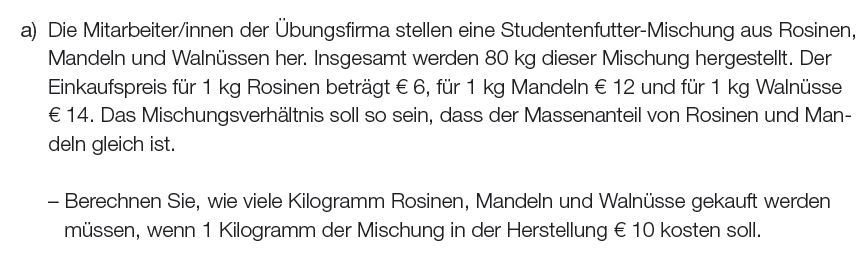 a) Die Mitarbeiter/innen der Übungsfirma stellen eine Studentenfutter-Mischung aus Rosinen,
Mandeln und Walnüssen her. Insgesamt werden 80 kg dieser Mischung hergestellt. Der
Einkaufspreis für 1 kg Rosinen beträgt € 6, für 1 kg Mandeln € 12 und für 1 kg Walnüsse
€ 14. Das Mischungsverhältnis soll so sein, dass der Massenanteil von Rosinen und Man-
deln gleich ist.
– Berechnen Sie, wie viele Kilogramm Rosinen, Mandeln und Walnüsse gekauft werden
müssen, wenn 1 Kilogramm der Mischung in der Herstellung € 10 kosten soll.